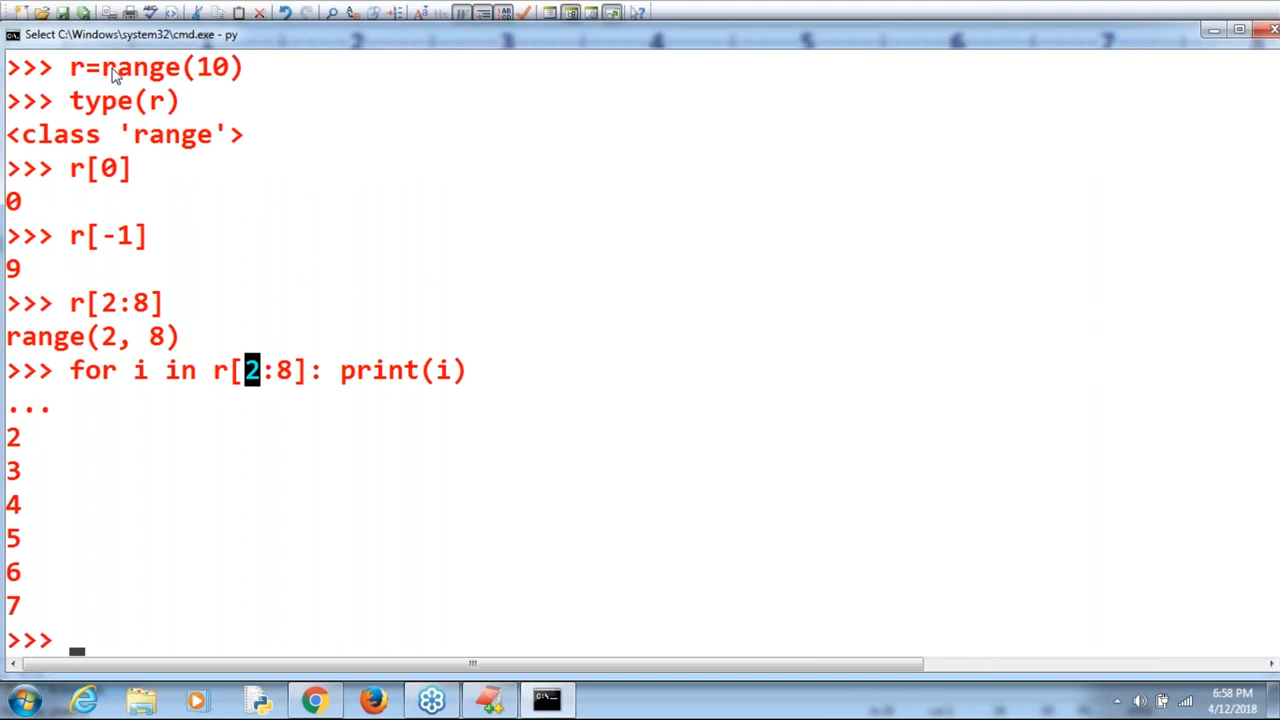 Select C:\Windows\system32\cmd.exe - py
>>> r=range(10)
>>> type(r)
<class 'range'>
>>> r[0]
0
>>> r[-1]
9
>>> r[2:8]
range(2, 8)
>>> for i in r[2:8]: print(i)
...
2
3
4
5
6
7
>>>
6:58 PM
4/12/2018